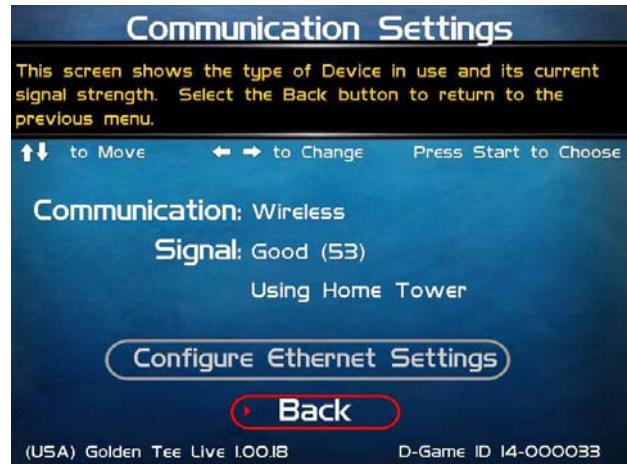 Communication Settings
This screen shows the type of Device in use and its current
signal strength. Select the Back button to return to the
previous menu.
to Move to Change Press Start to Choose
Communication: Wireless
Signal: Good (53)
Using Home Tower
Configure Ethernet Settings
Back
(USA) Golden Tee Live 1.00.18 D-Game ID 14-000033